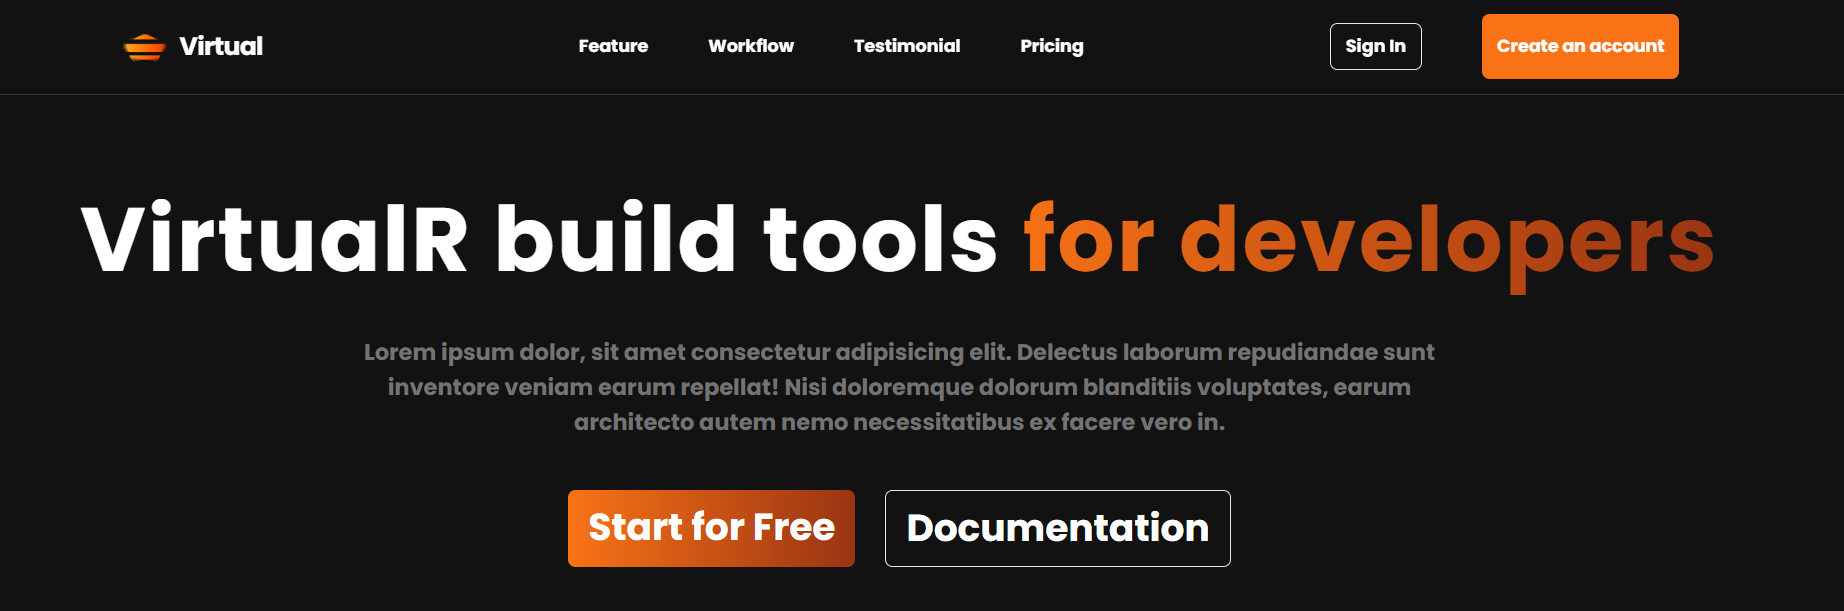 Virtual
Feature
Workflow
Testimonial
Pricing
Sign In
Create an account
VirtualR build tools for developers
Lorem ipsum dolor, sit amet consectetur adipisicing elit. Delectus laborum repudiandae sunt
inventore veniam earum repellat! Nisi doloremque dolorum blanditiis voluptates, earum
architecto autem nemo necessitatibus ex facere vero in.
Start for Free
Documentation